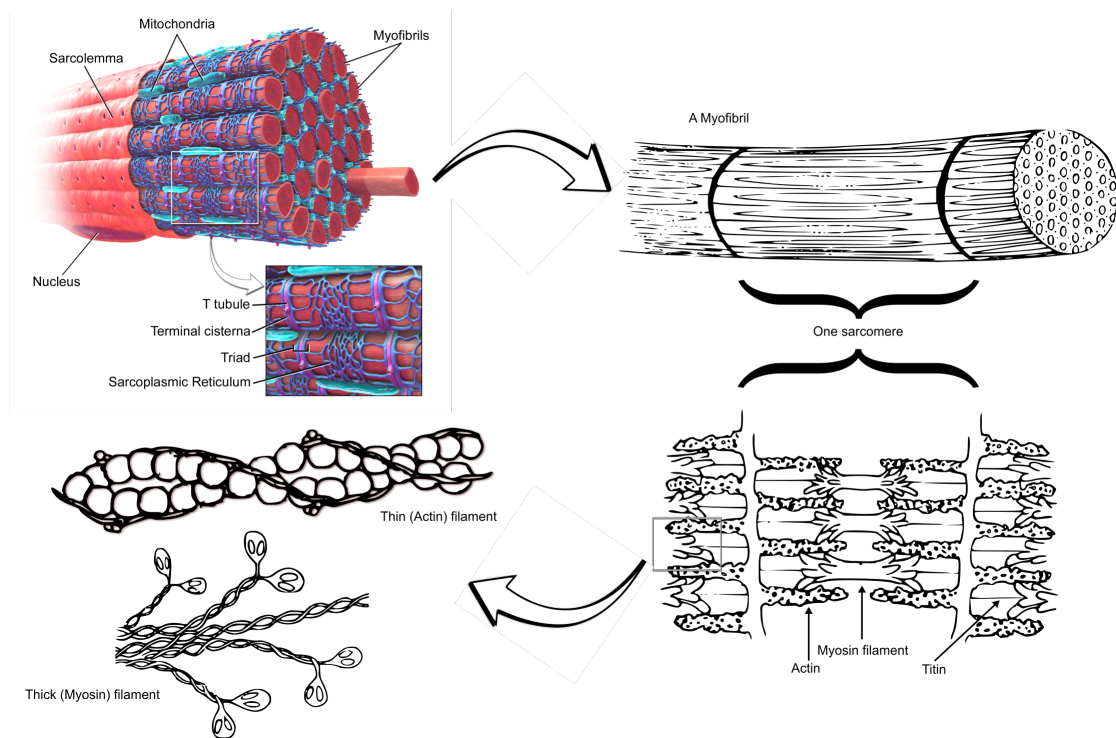 Mitochondria
Myofibrils
Sarcolemma
A Myofibril
Nucleus
T tubule
Terminal cisterna
Triad
Sarcoplasmic Reticulum
One sarcomere
Thin (Actin) filament
Myosin filament
Actin
Titin
Thick (Myosin) filament